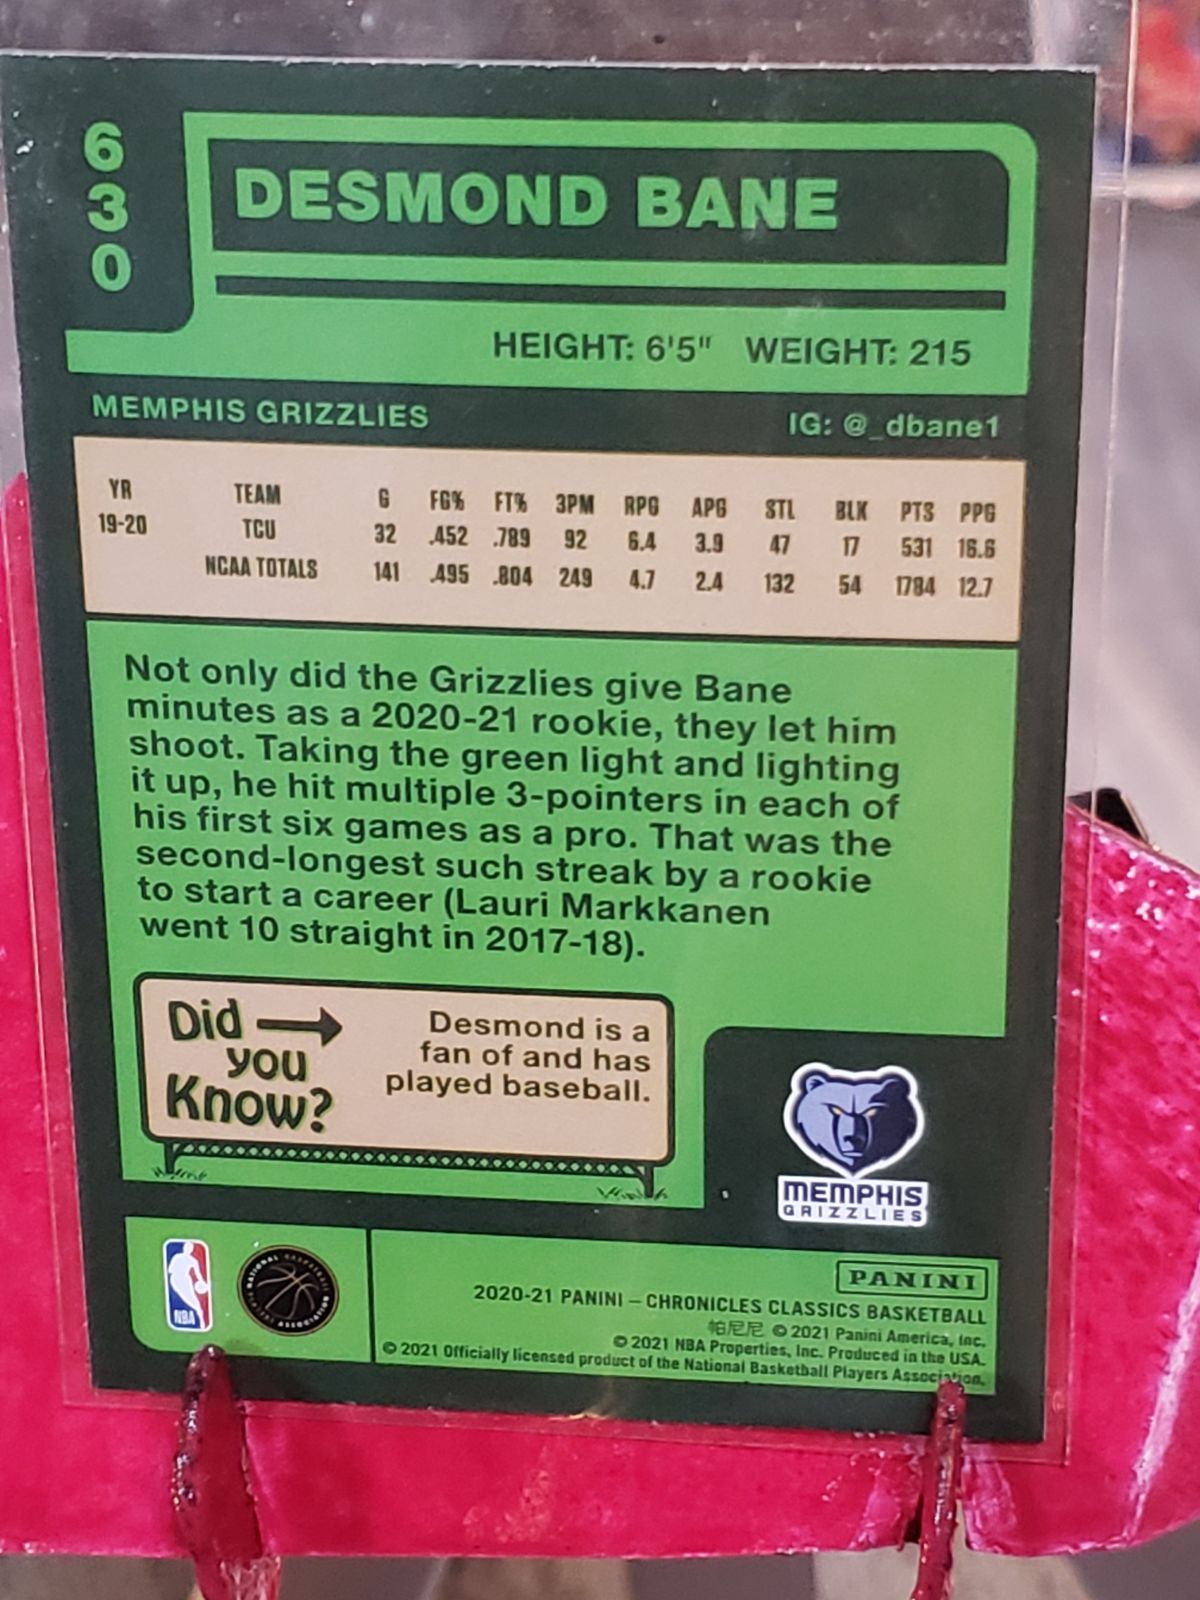 630
DESMOND BANE
HEIGHT: 6'5" WEIGHT: 215
MEMPHIS GRIZZLIES IG: @_dbane1
YR TEAM G FG% FT% 3PM RPG APG STL BLK PTS PPG
19-20 TCU 32 .452 .789 92 6.4 3.9 47 17 531 16.6
NCAA TOTALS 141 .495 .804 249 4.7 2.4 132 54 1784 12.7
Not only did the Grizzlies give Bane
minutes as a 2020-21 rookie, they let him
shoot. Taking the green light and lighting
it up, he hit multiple 3-pointers in each of
his first six games as a pro. That was the
second-longest such streak by a rookie
to start a career (Lauri Markkanen
went 10 straight in 2017-18).
Did
you
Know?
Desmond is a
fan of and has
played baseball.
MEMPHIS
GRIZZLIES
NBA
NATIONAL BASKETBALL PLAYERS ASSOCIATION
PANINI
2020-21 PANINI – CHRONICLES CLASSICS BASKETBALL
帕尼尼 © 2021 Panini America, Inc.
© 2021 NBA Properties, Inc. Produced in the USA.
© 2021 Officially licensed product of the National Basketball Players Association.